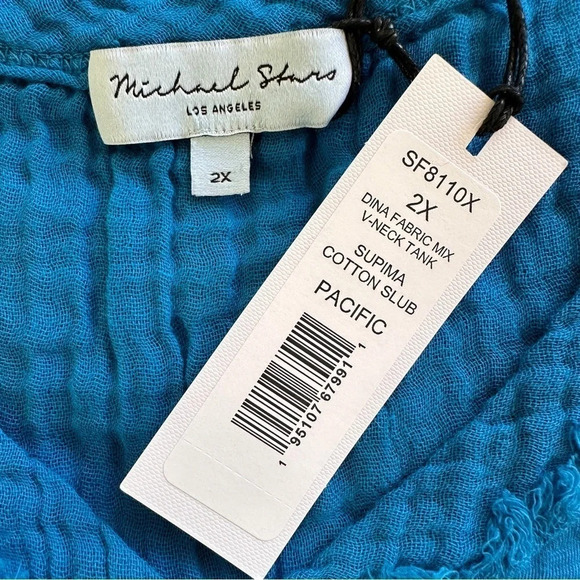 Michael Stars
LOS ANGELES
2X
SF8110X
2X
DINA FABRIC MIX
V-NECK TANK
SUPIMA
COTTON SLUB
PACIFIC
1 95107 67991 1